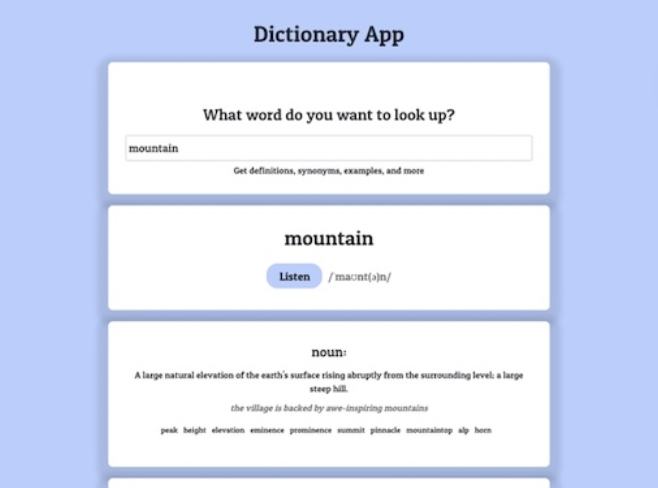 Dictionary App
What word do you want to look up?
mountain
Get definitions, synonyms, examples, and more
mountain
Listen /ˈmaʊnt(ə)n/
noun:
A large natural elevation of the earth's surface rising abruptly from the surrounding level; a large
steep hill.
the village is backed by awe-inspiring mountains
peak height elevation eminence prominence summit pinnacle mountaintop alp horn